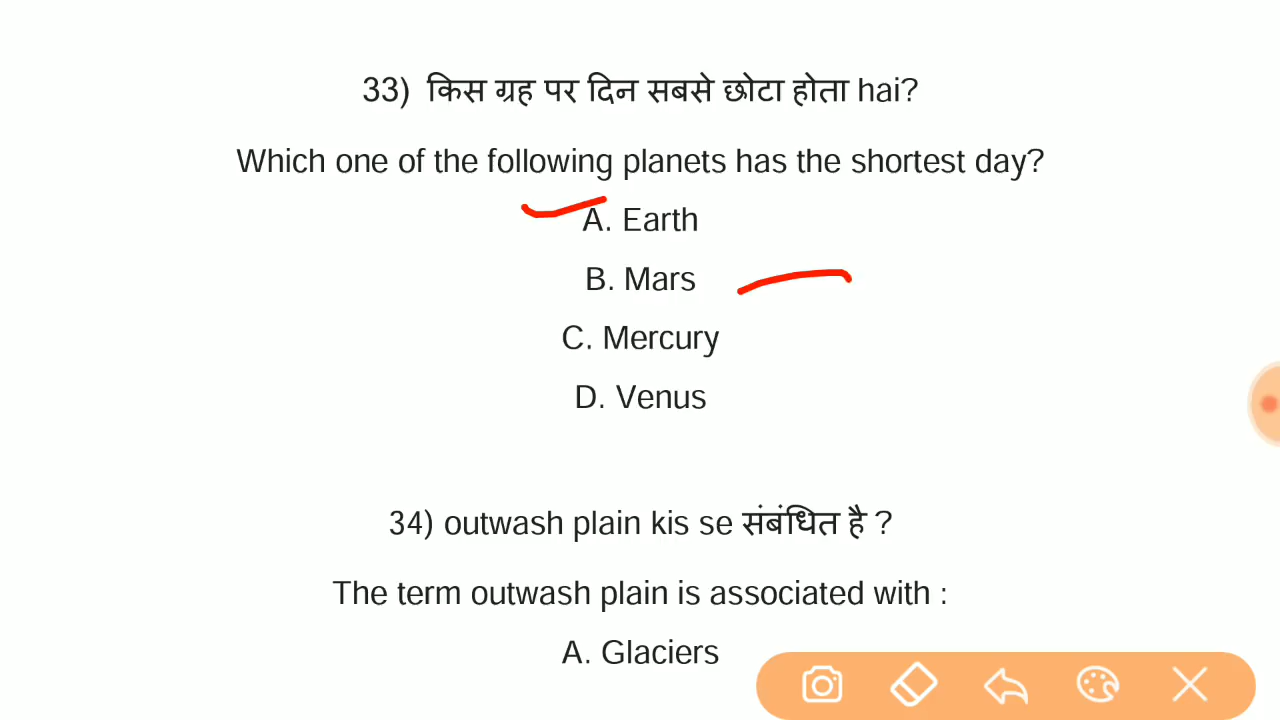 33) किस ग्रह पर दिन सबसे छोटा होता hai?
Which one of the following planets has the shortest day?
A. Earth
B. Mars
C. Mercury
D. Venus
34) outwash plain kis se संबंधित है ?
The term outwash plain is associated with :
A. Glaciers